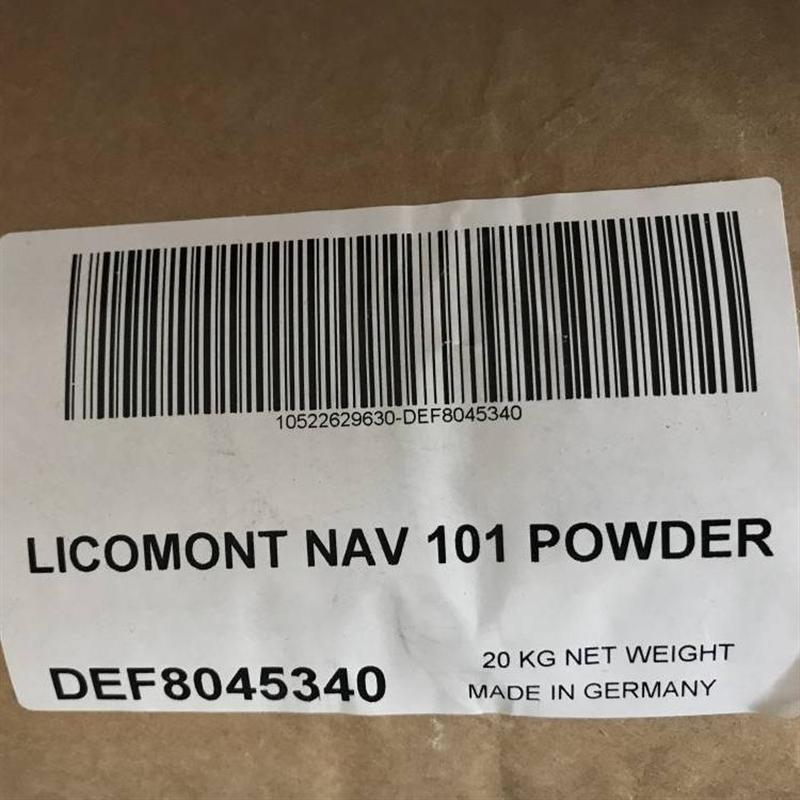 10522629630-DEF8045340
LICOMONT NAV 101 POWDER
20 KG NET WEIGHT
DEF8045340
MADE IN GERMANY